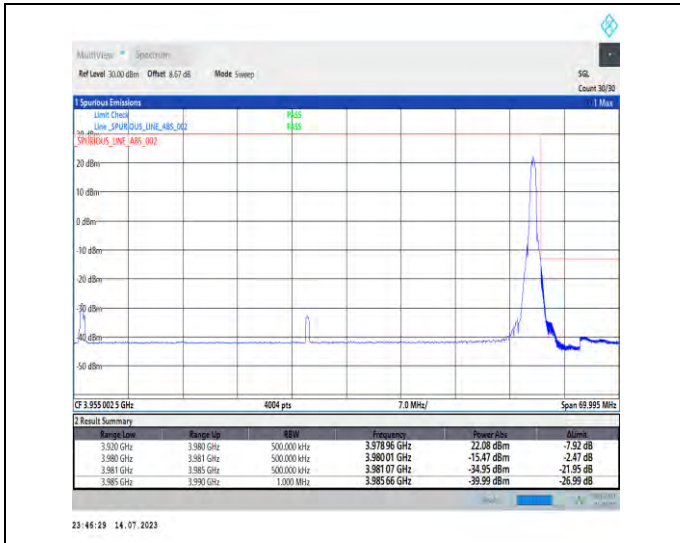 MultiView Spectrum
Ref Level 30.00 dBm Offset 8.67 dB Mode Sweep SGL
Count 30/30
1 Spurious Emissions 1 Max
Limit Check PASS
Line _SPURIOUS_LINE_ABS_002 PASS
30 dBm
_SPURIOUS_LINE_ABS_002
20 dBm
10 dBm
0 dBm
-10 dBm
-20 dBm
-30 dBm
-40 dBm
-50 dBm
CF 3.955 002 5 GHz 4004 pts 7.0 MHz/ Span 69.995 MHz
2 Result Summary
Range Low Range Up RBW Frequency Power Abs ΔLimit
3.920 GHz 3.980 GHz 500.000 kHz 3.978 96 GHz 22.08 dBm -7.92 dB
3.980 GHz 3.981 GHz 500.000 kHz 3.980 01 GHz -15.47 dBm -2.47 dB
3.981 GHz 3.985 GHz 500.000 kHz 3.981 07 GHz -34.95 dBm -21.95 dB
3.985 GHz 3.990 GHz 1.000 MHz 3.985 66 GHz -39.99 dBm -26.99 dB
23:46:29 14.07.2023